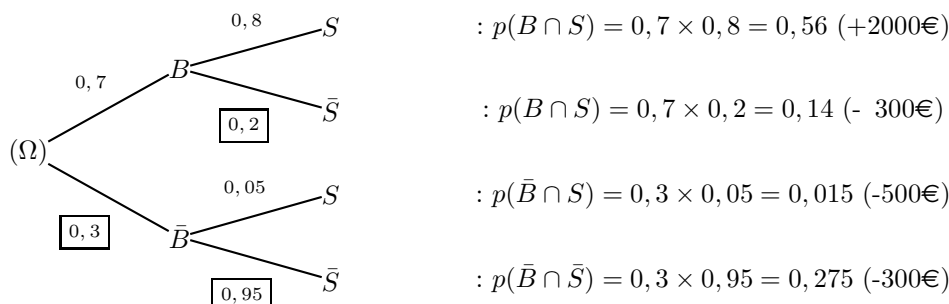 0,8
S
: p(B ∩ S) = 0,7 × 0,8 = 0,56 (+2000€)
0,7
B
0,2
S̄
: p(B ∩ S) = 0,7 × 0,2 = 0,14 (- 300€)
(Ω)
0,05
S
: p(B̄ ∩ S) = 0,3 × 0,05 = 0,015 (-500€)
0,3
B̄
0,95
S̄
: p(B̄ ∩ S̄) = 0,3 × 0,95 = 0,275 (-300€)